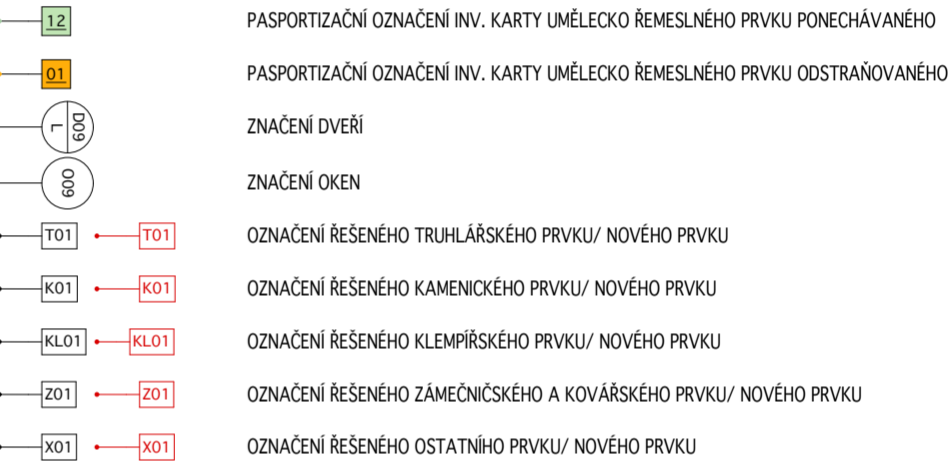 12 PASPORTIZAČNÍ OZNAČENÍ INV. KARTY UMĚLECKO ŘEMESLNÉHO PRVKU PONECHÁVANÉHO
01 PASPORTIZAČNÍ OZNAČENÍ INV. KARTY UMĚLECKO ŘEMESLNÉHO PRVKU ODSTRAŇOVANÉHO
D09 L ZNAČENÍ DVEŘÍ
O09 ZNAČENÍ OKEN
T01 T01 OZNAČENÍ ŘEŠENÉHO TRUHLÁŘSKÉHO PRVKU/ NOVÉHO PRVKU
K01 K01 OZNAČENÍ ŘEŠENÉHO KAMENICKÉHO PRVKU/ NOVÉHO PRVKU
KL01 KL01 OZNAČENÍ ŘEŠENÉHO KLEMPÍŘSKÉHO PRVKU/ NOVÉHO PRVKU
Z01 Z01 OZNAČENÍ ŘEŠENÉHO ZÁMEČNIČSKÉHO A KOVÁŘSKÉHO PRVKU/ NOVÉHO PRVKU
X01 X01 OZNAČENÍ ŘEŠENÉHO OSTATNÍHO PRVKU/ NOVÉHO PRVKU